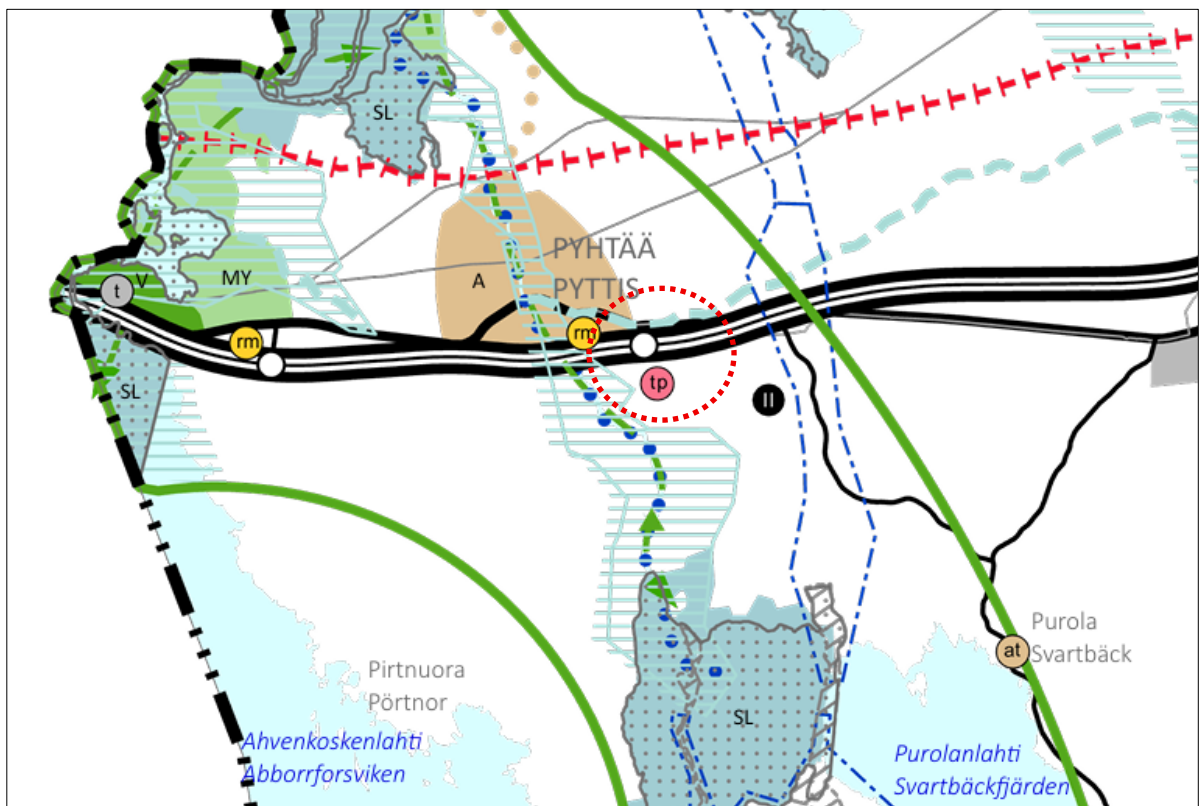 SL
PYHTÄÄ
PYTTIS
V
MY
A
t
rm
rm
tp
II
SL
Purola
Svartbäck
at
Pirtnuora
Pörtnor
SL
Ahvenkoskenlahti
Abborrforsviken
Purolanlahti
Svartbäckfjärden